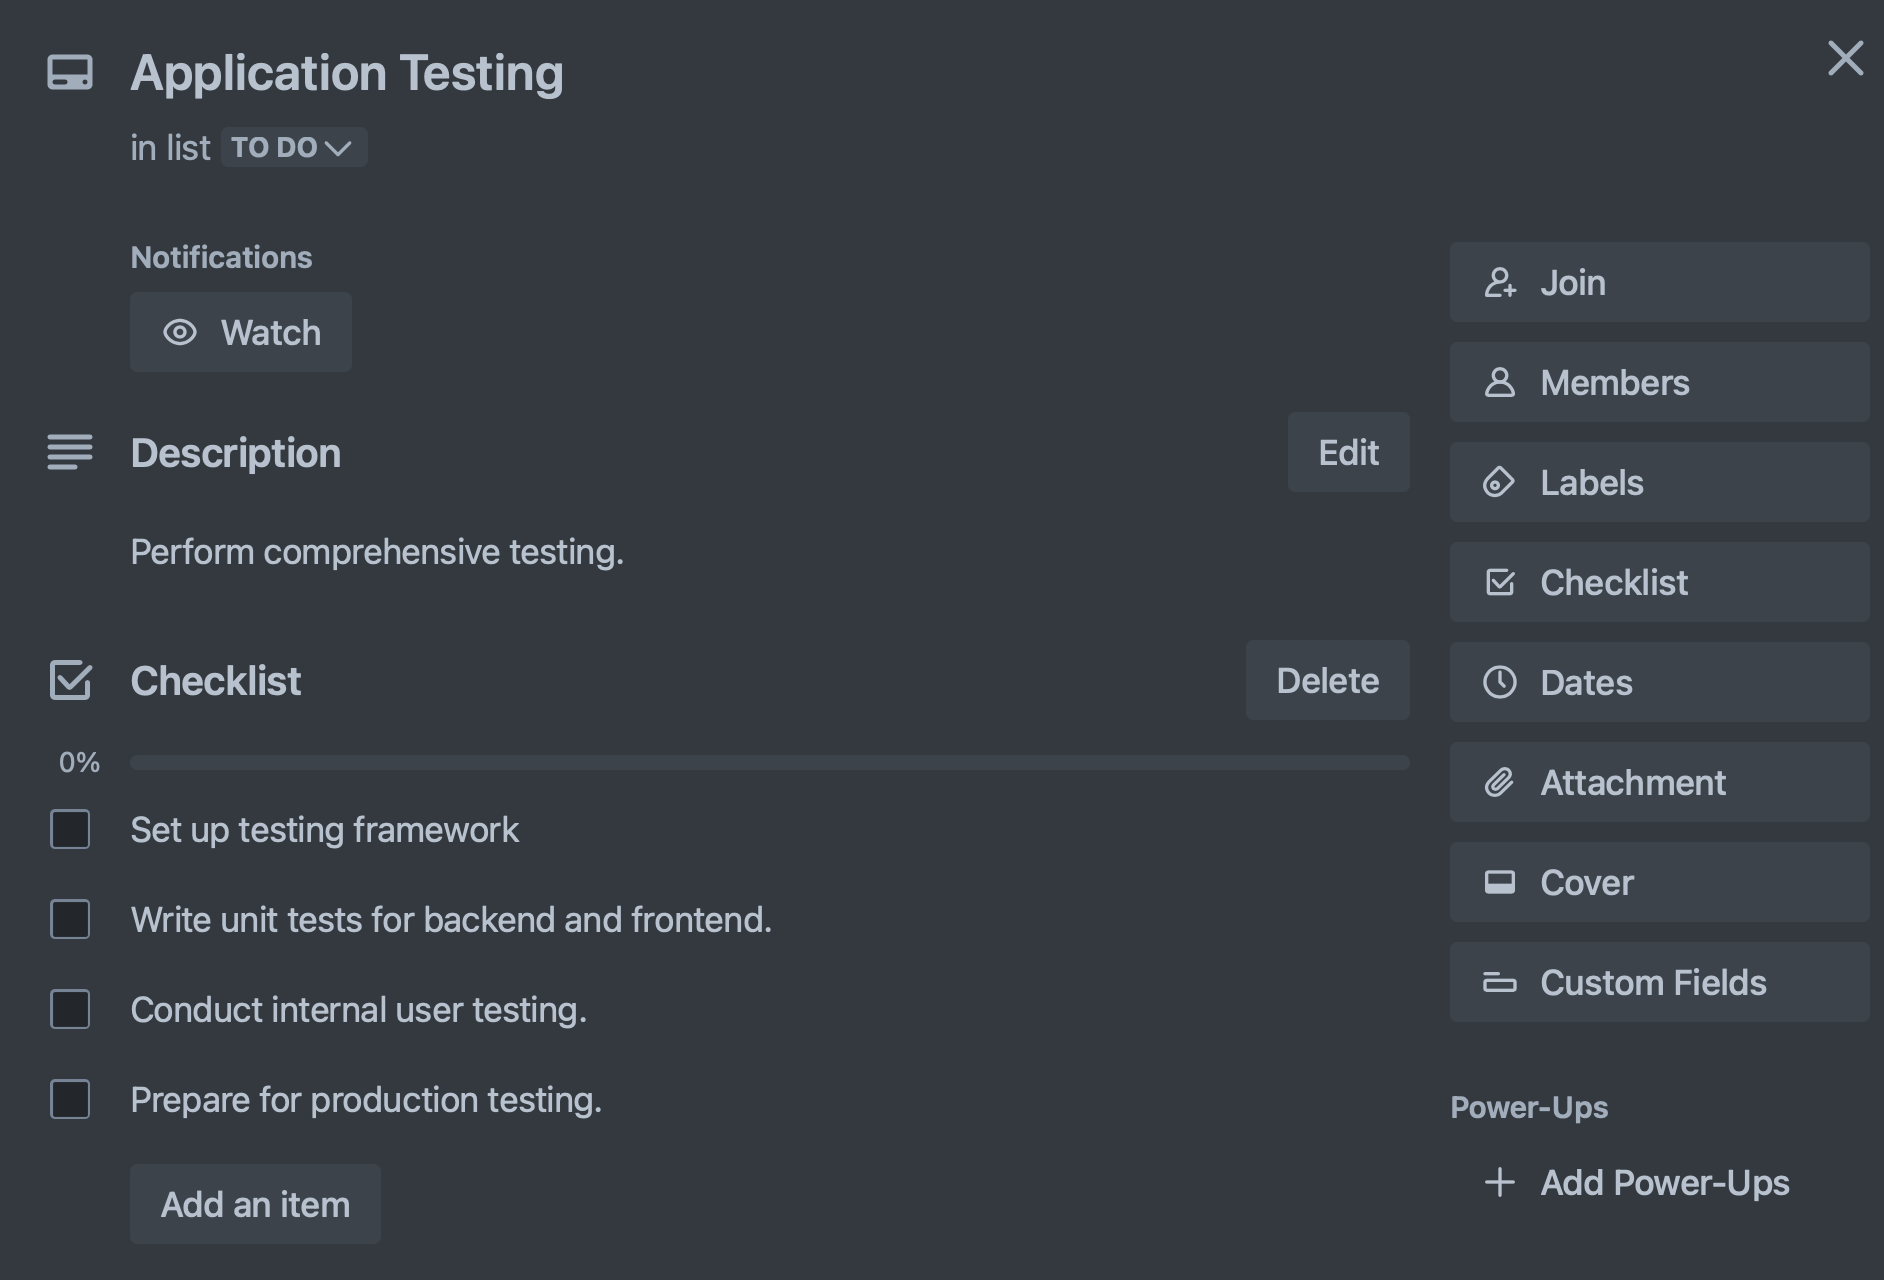 Application Testing
in list TO DO
Notifications
Watch
Description
Edit
Perform comprehensive testing.
Checklist
Delete
0%
Set up testing framework
Write unit tests for backend and frontend.
Conduct internal user testing.
Prepare for production testing.
Add an item
Join
Members
Labels
Checklist
Dates
Attachment
Cover
Custom Fields
Power-Ups
Add Power-Ups